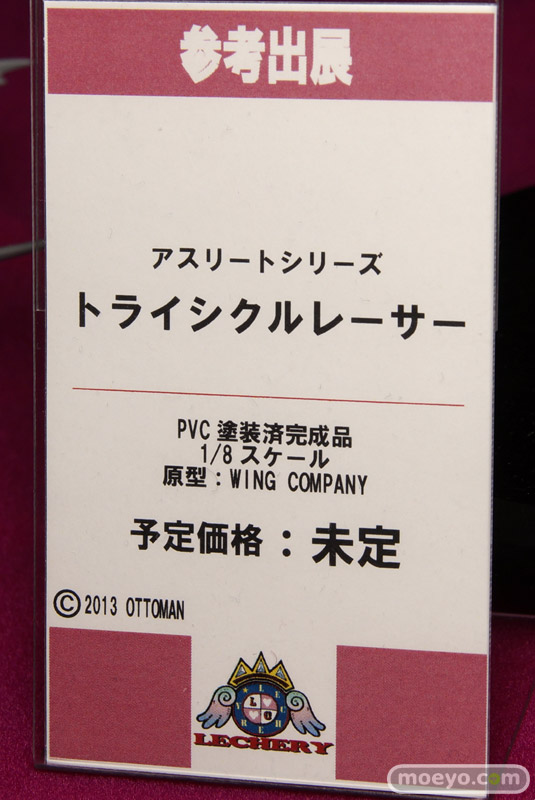 参考出展
アスリートシリーズ
トライシクルレーサー
PVC 塗装済完成品
1/8 スケール
原型：WING COMPANY
予定価格：未定
©2013 OTTOMAN
LECHERY
moeyo.com